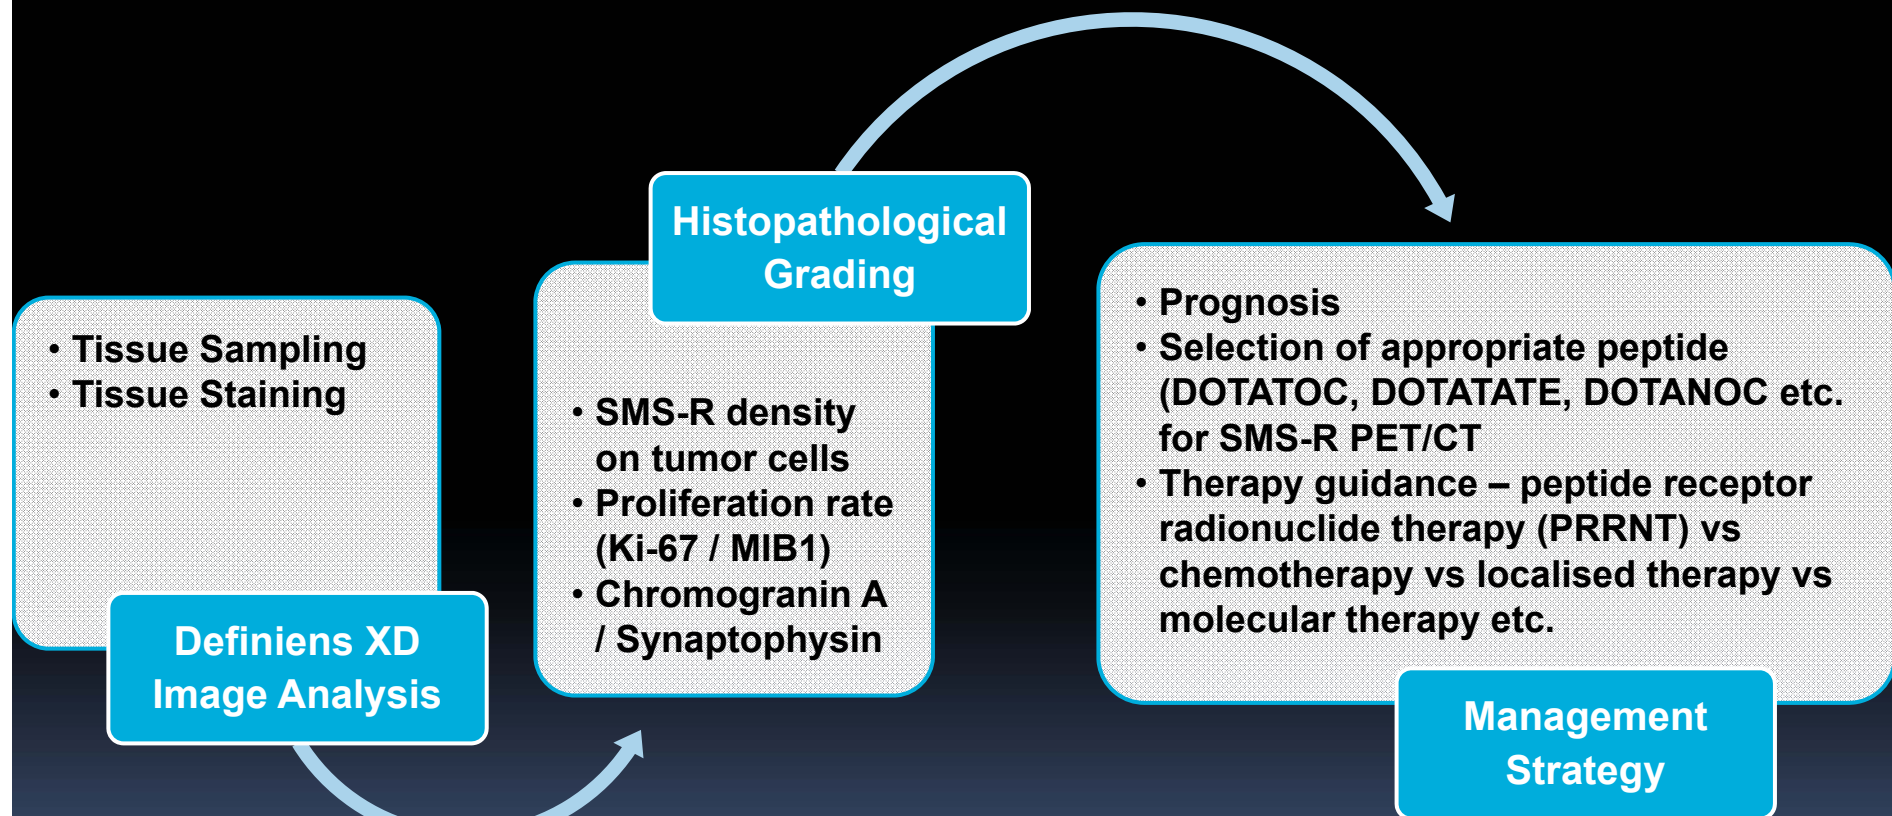 • Tissue Sampling
• Tissue Staining
Definiens XD
Image Analysis
Histopathological
Grading
• SMS-R density
on tumor cells
• Proliferation rate
(Ki-67 / MIB1)
• Chromogranin A
/ Synaptophysin
• Prognosis
• Selection of appropriate peptide
(DOTATOC, DOTATATE, DOTANOC etc.
for SMS-R PET/CT
• Therapy guidance – peptide receptor
radionuclide therapy (PRRNT) vs
chemotherapy vs localised therapy vs
molecular therapy etc.
Management
Strategy